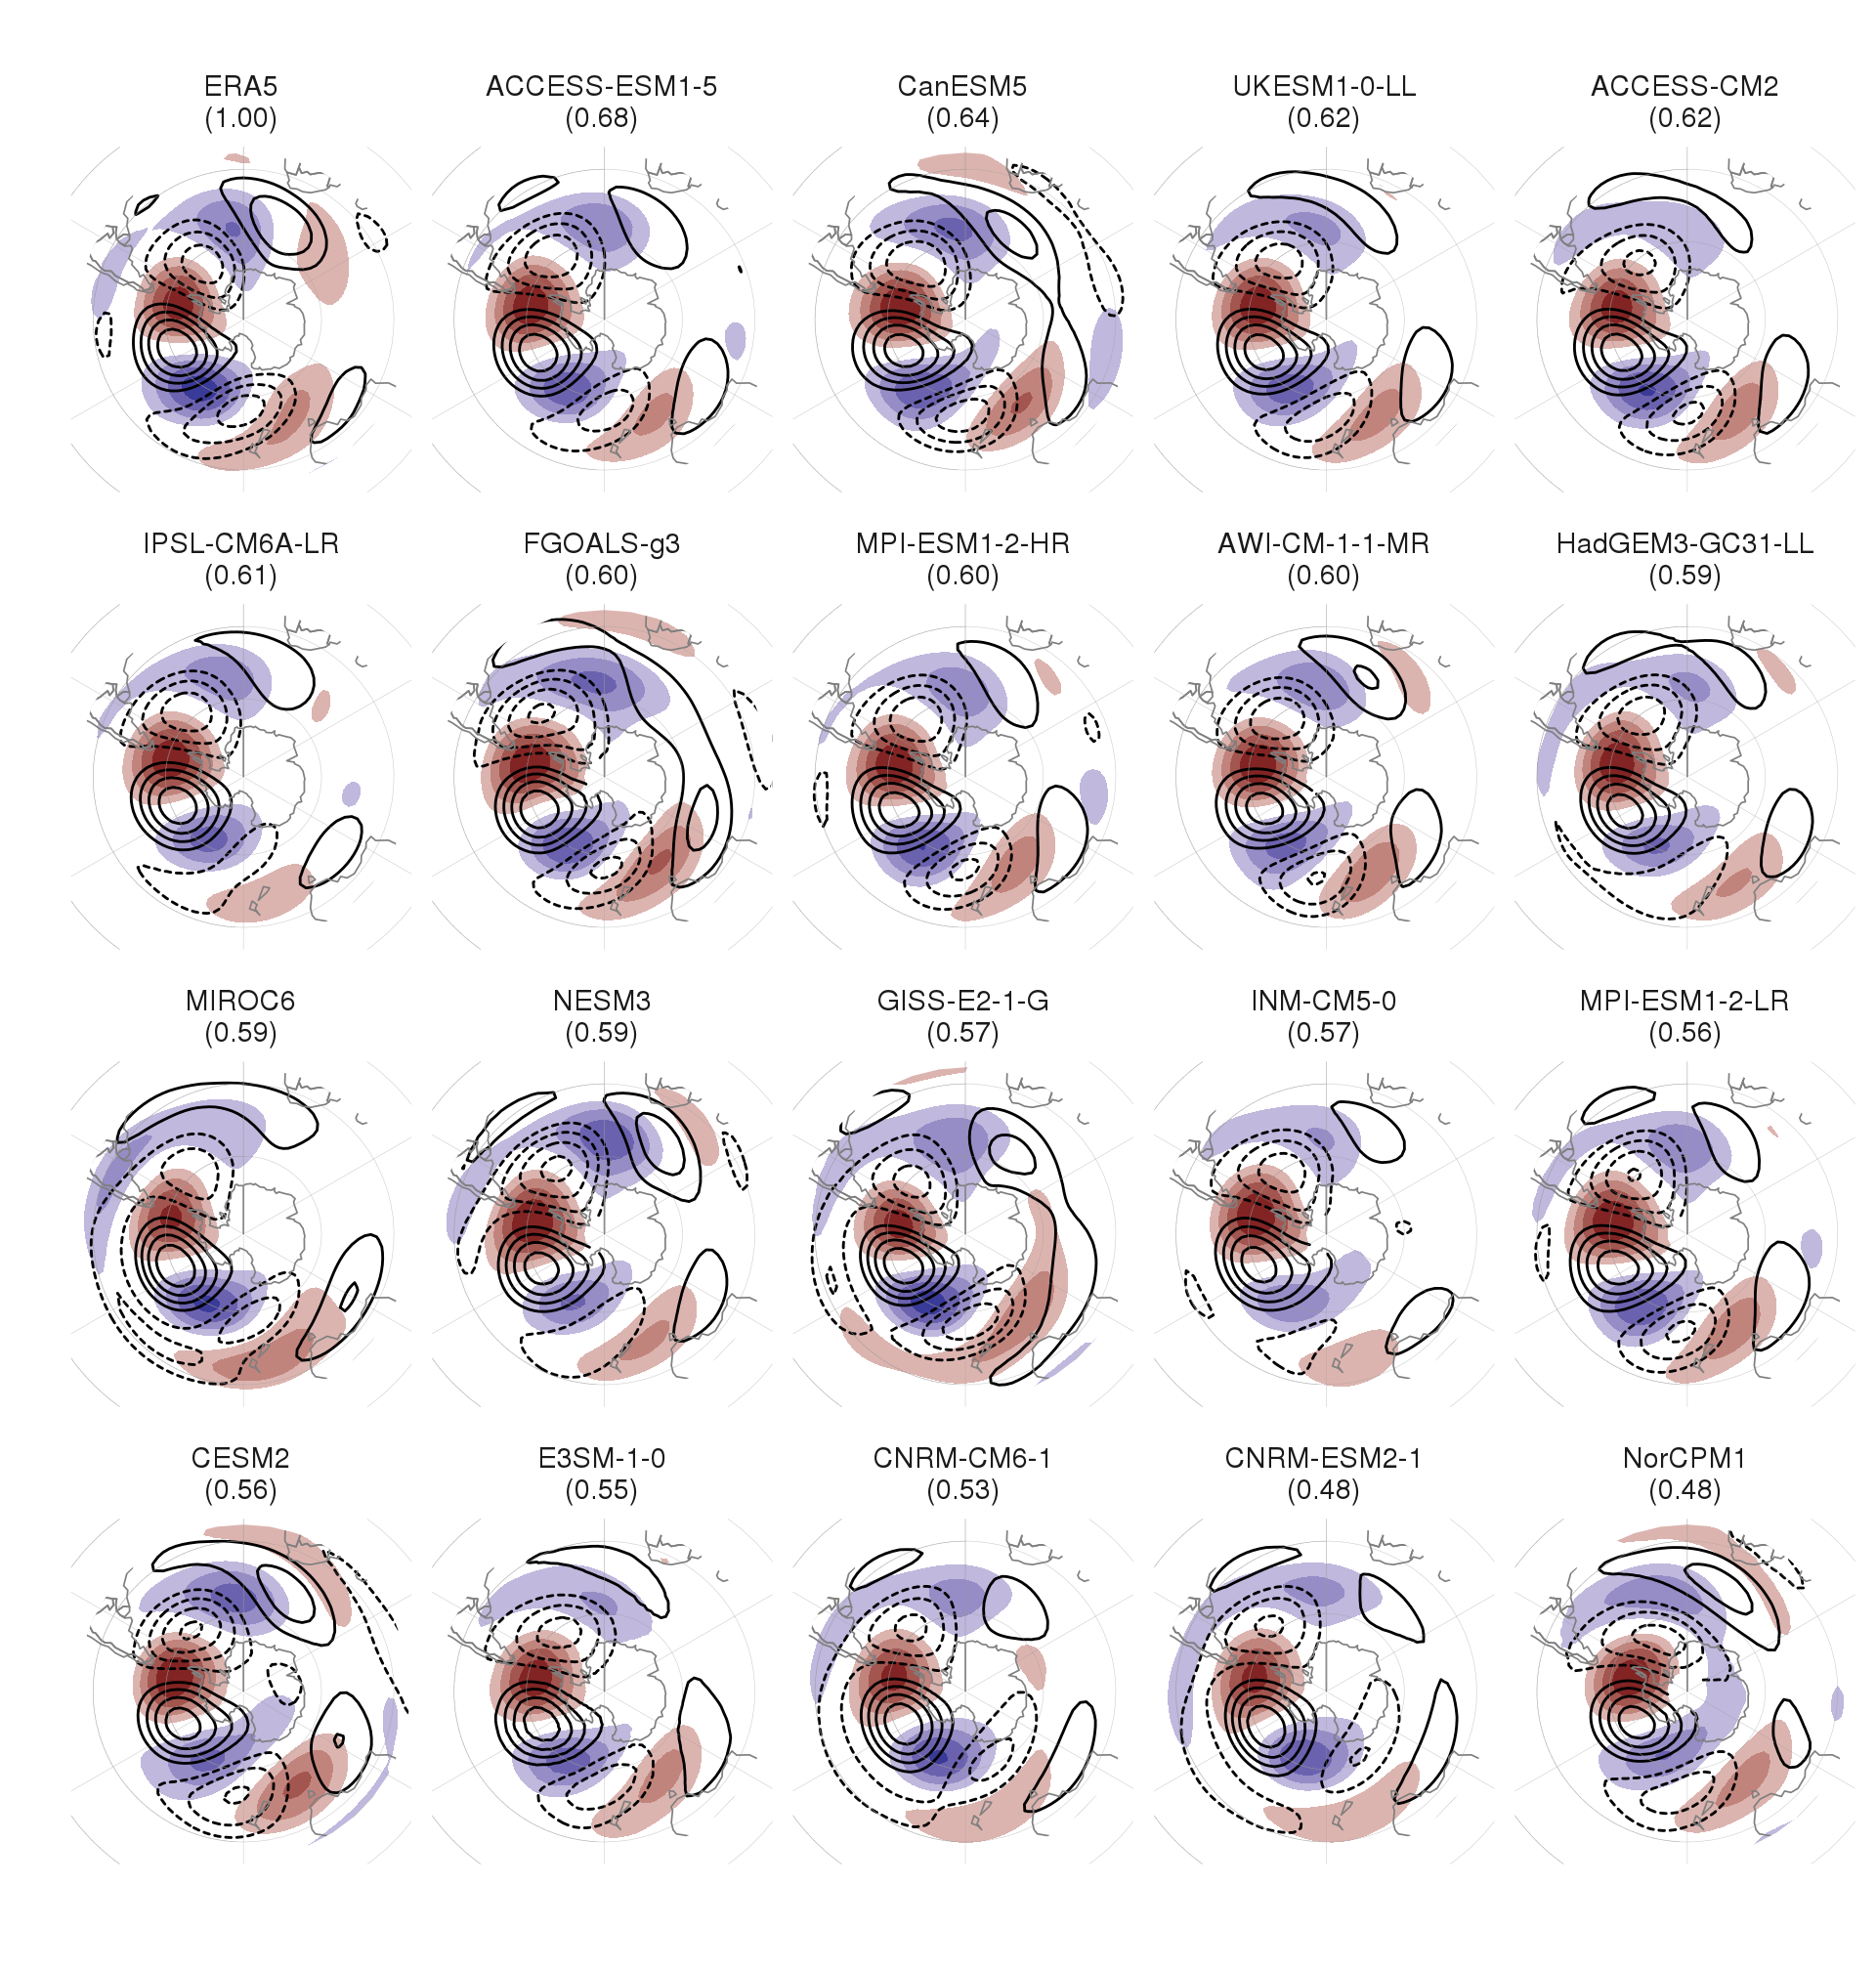 ERA5
(1.00)
ACCESS-ESM1-5
(0.68)
CanESM5
(0.64)
UKESM1-0-LL
(0.62)
ACCESS-CM2
(0.62)
IPSL-CM6A-LR
(0.61)
FGOALS-g3
(0.60)
MPI-ESM1-2-HR
(0.60)
AWI-CM-1-1-MR
(0.60)
HadGEM3-GC31-LL
(0.59)
MIROC6
(0.59)
NESM3
(0.59)
GISS-E2-1-G
(0.57)
INM-CM5-0
(0.57)
MPI-ESM1-2-LR
(0.56)
CESM2
(0.56)
E3SM-1-0
(0.55)
CNRM-CM6-1
(0.53)
CNRM-ESM2-1
(0.48)
NorCPM1
(0.48)